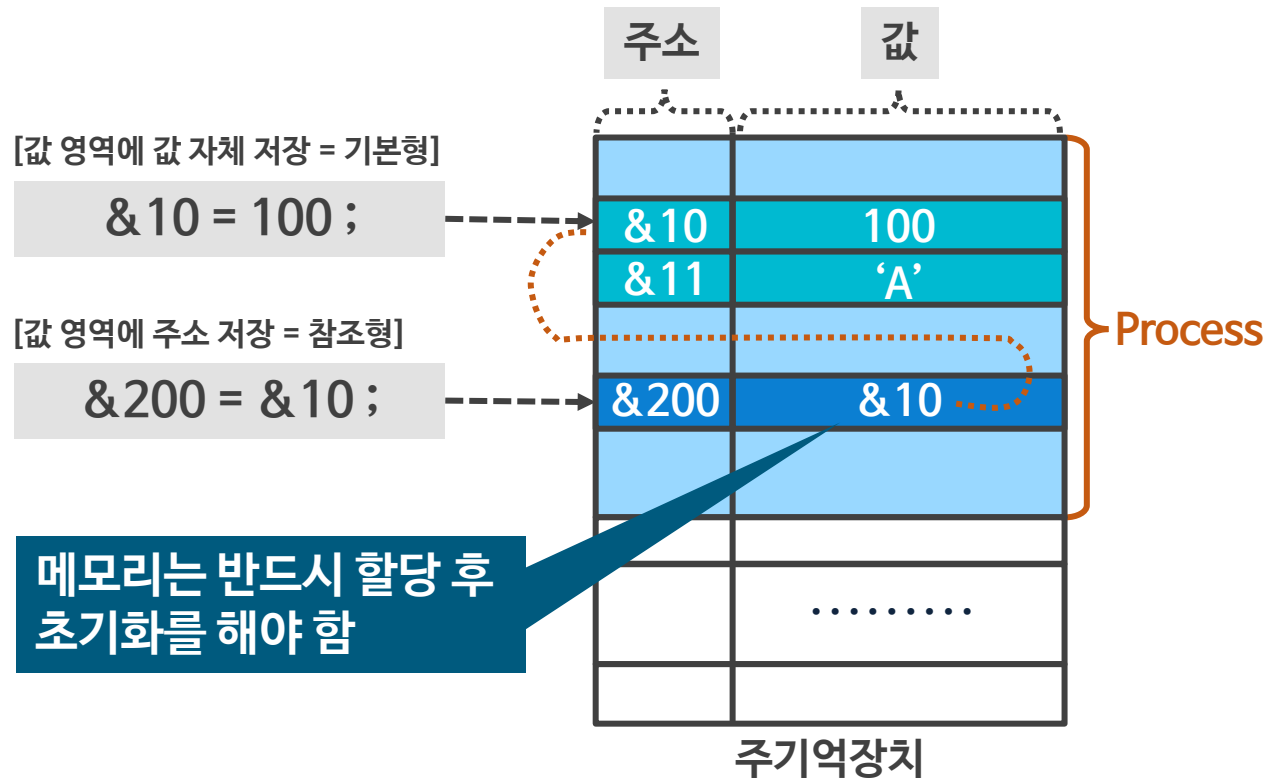 주소
값
[값 영역에 값 자체 저장 = 기본형]
&10 = 100 ;
&10
100
&11
‘A’
[값 영역에 주소 저장 = 참조형]
Process
&200 = &10 ;
&200
&10
메모리는 반드시 할당 후
초기화를 해야 함
·········
주기억장치